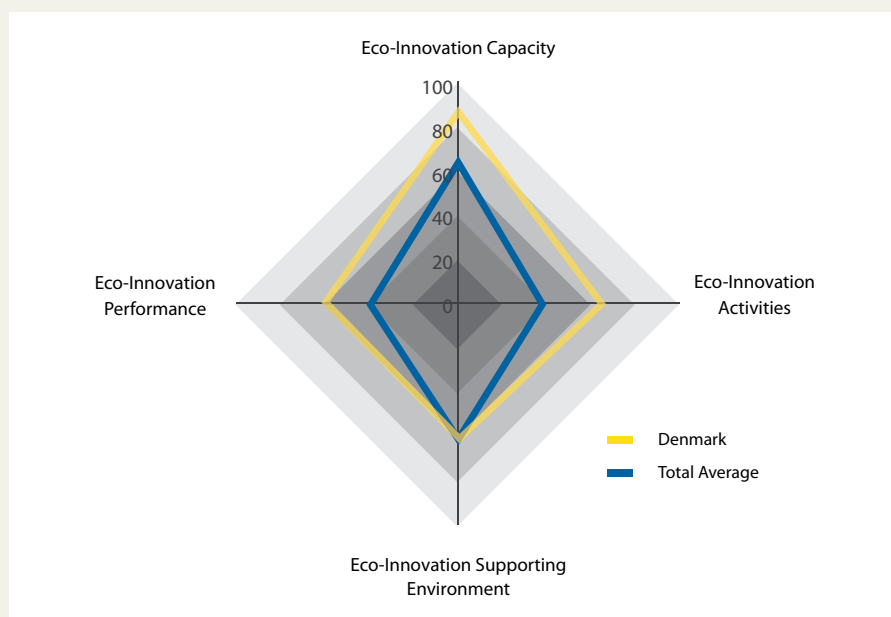 Eco-Innovation Capacity
100
80
60
40
20
0
Eco-Innovation
Performance
Eco-Innovation
Activities
Denmark
Total Average
Eco-Innovation Supporting
Environment